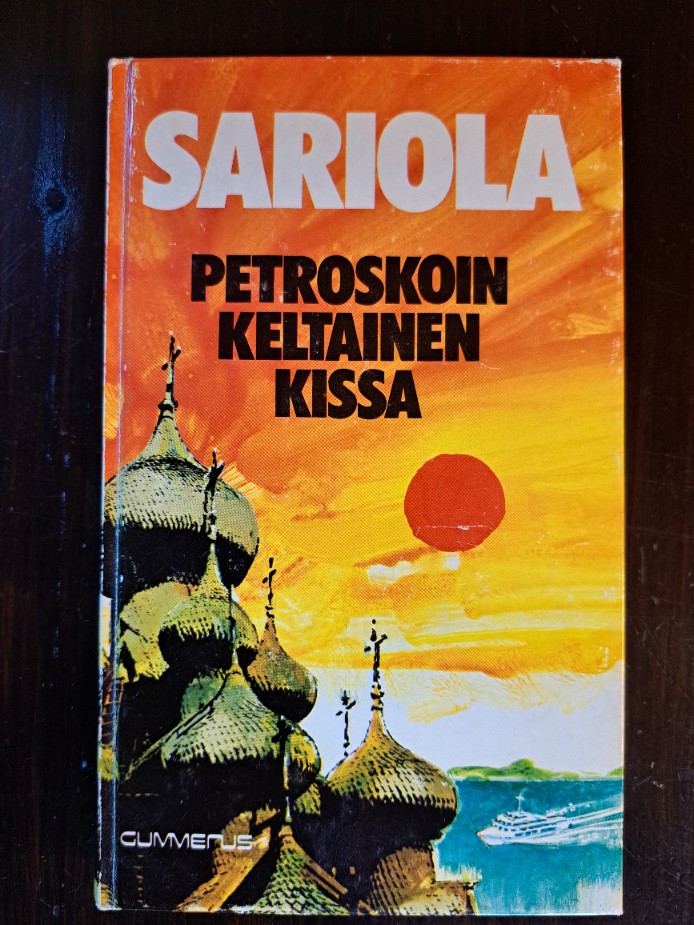 SARIOLA
PETROSKOIN
KELTAINEN
KISSA
GUMMERUS